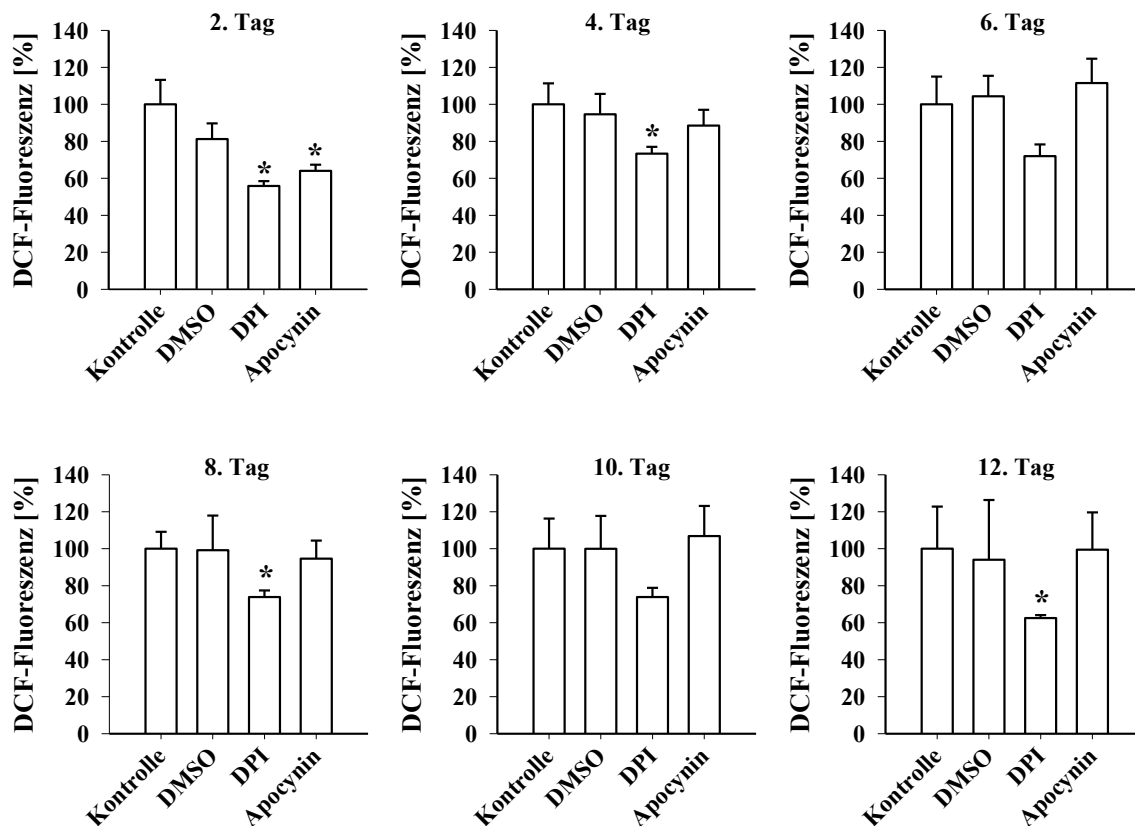 2. Tag
DCF-Fluoreszenz [%]
140
120
100
80
60
40
20
0
*
*
Kontrolle
DMSO
DPI
Apocynin
4. Tag
DCF-Fluoreszenz [%]
140
120
100
80
60
40
20
0
*
Kontrolle
DMSO
DPI
Apocynin
6. Tag
DCF-Fluoreszenz [%]
140
120
100
80
60
40
20
0
Kontrolle
DMSO
DPI
Apocynin
8. Tag
DCF-Fluoreszenz [%]
140
120
100
80
60
40
20
0
*
Kontrolle
DMSO
DPI
Apocynin
10. Tag
DCF-Fluoreszenz [%]
140
120
100
80
60
40
20
0
Kontrolle
DMSO
DPI
Apocynin
12. Tag
DCF-Fluoreszenz [%]
140
120
100
80
60
40
20
0
*
Kontrolle
DMSO
DPI
Apocynin